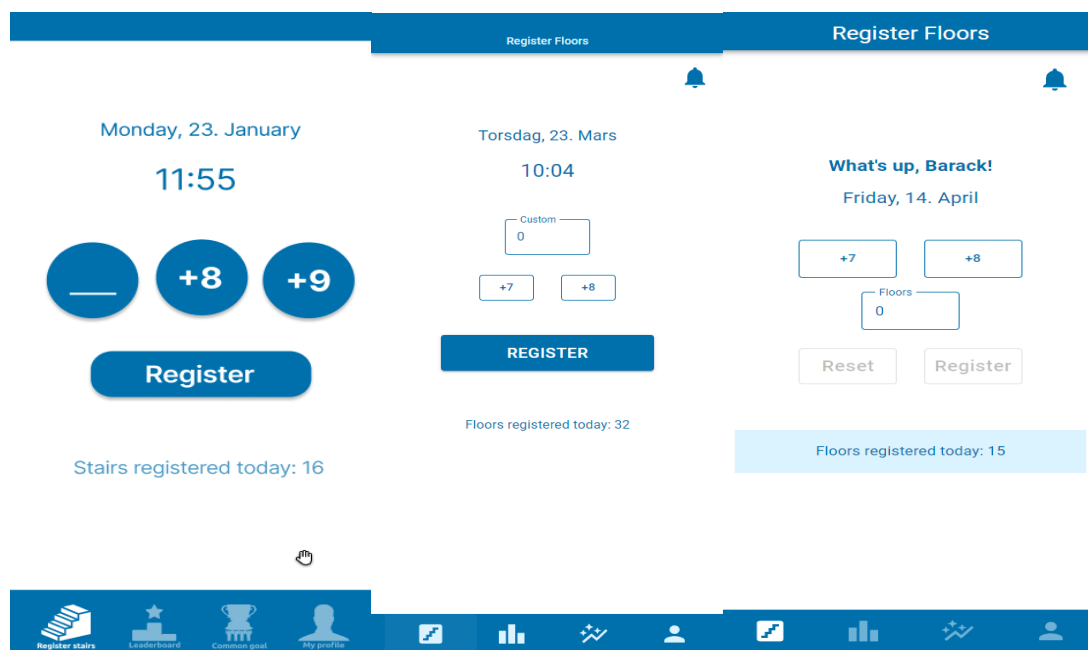 Monday, 23. January
11:55
+8
+9
Register
Stairs registered today: 16
Register stairs
Leaderboard
Common goal
My profile
Register Floors
Torsdag, 23. Mars
10:04
Custom
0
+7
+8
REGISTER
Floors registered today: 32
Register Floors
What's up, Barack!
Friday, 14. April
+7
+8
Floors
0
Reset
Register
Floors registered today: 15